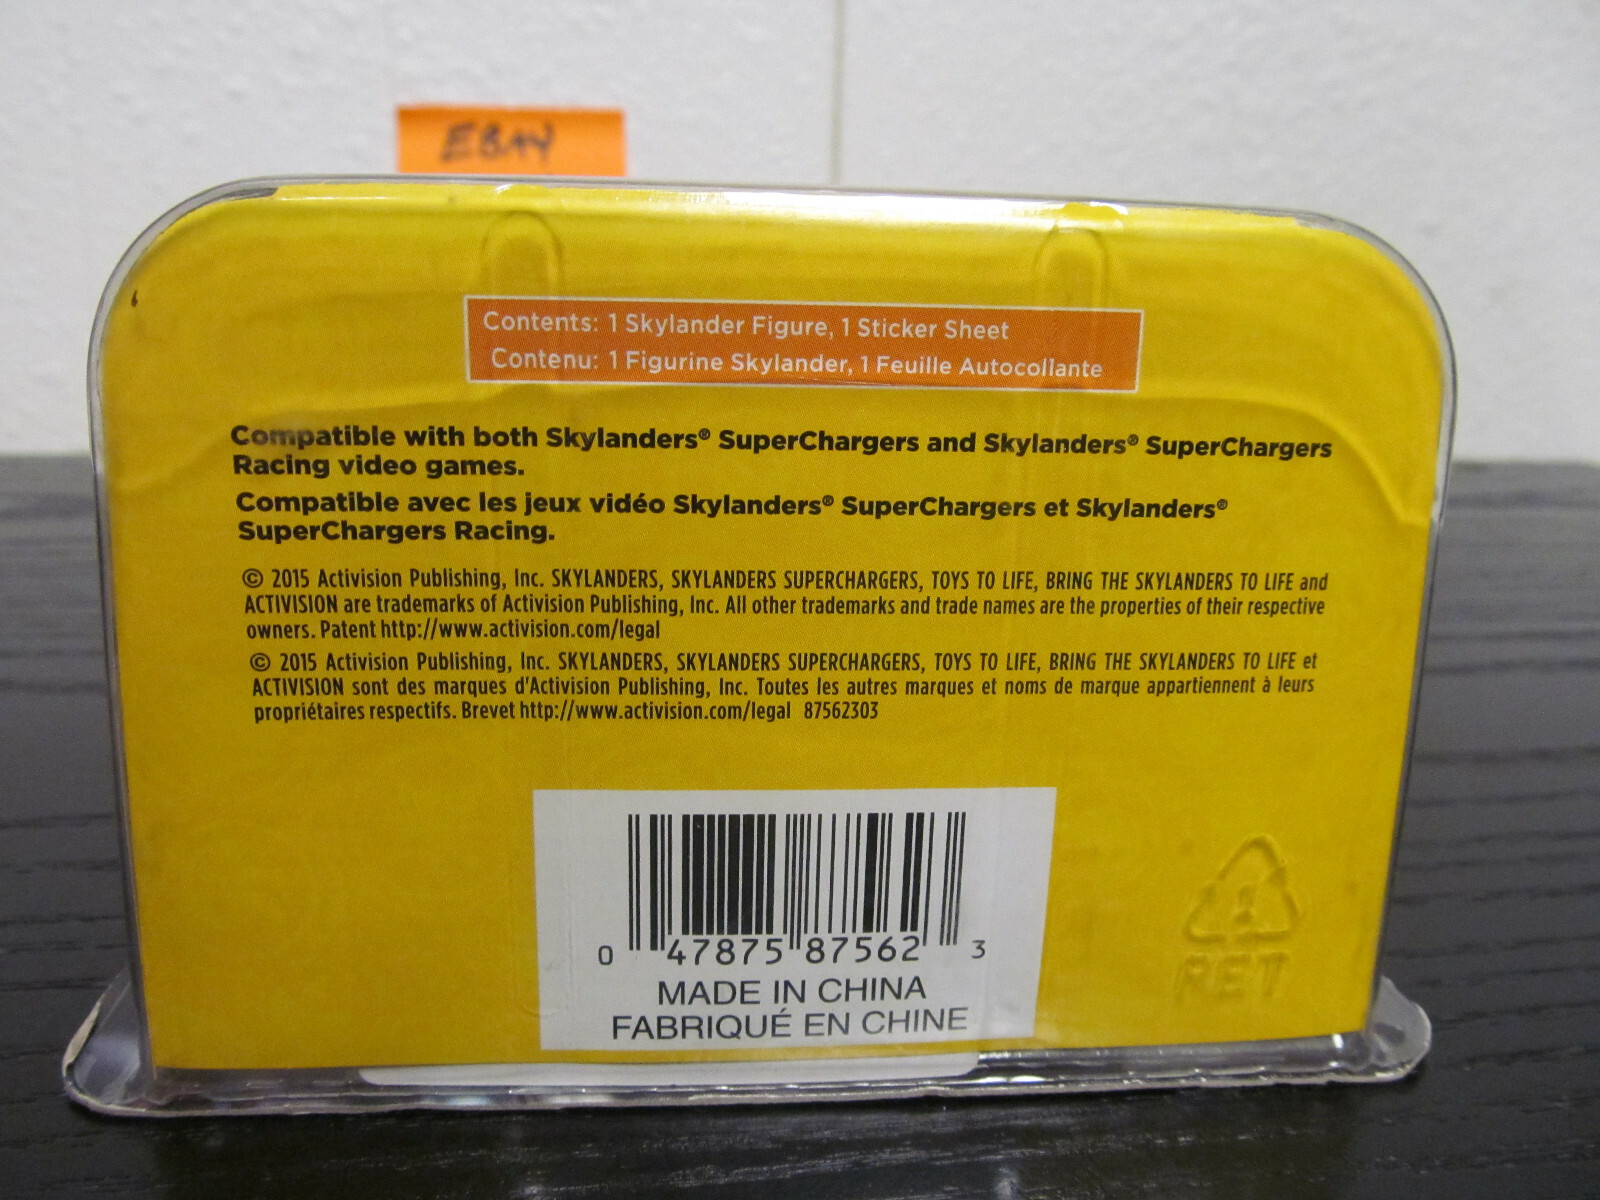 EBAY
Contents: 1 Skylander Figure, 1 Sticker Sheet
Contenu: 1 Figurine Skylander, 1 Feuille Autocollante
Compatible with both Skylanders® SuperChargers and Skylanders® SuperChargers
Racing video games.
Compatible avec les jeux vidéo Skylanders® SuperChargers et Skylanders®
SuperChargers Racing.
© 2015 Activision Publishing, Inc. SKYLANDERS, SKYLANDERS SUPERCHARGERS, TOYS TO LIFE, BRING THE SKYLANDERS TO LIFE and
ACTIVISION are trademarks of Activision Publishing, Inc. All other trademarks and trade names are the properties of their respective
owners. Patent http://www.activision.com/legal
© 2015 Activision Publishing, Inc. SKYLANDERS, SKYLANDERS SUPERCHARGERS, TOYS TO LIFE, BRING THE SKYLANDERS TO LIFE et
ACTIVISION sont des marques d'Activision Publishing, Inc. Toutes les autres marques et noms de marque appartiennent à leurs
propriétaires respectifs. Brevet http://www.activision.com/legal 87562303
0 47875 87562 3
MADE IN CHINA
FABRIQUÉ EN CHINE
1
PET